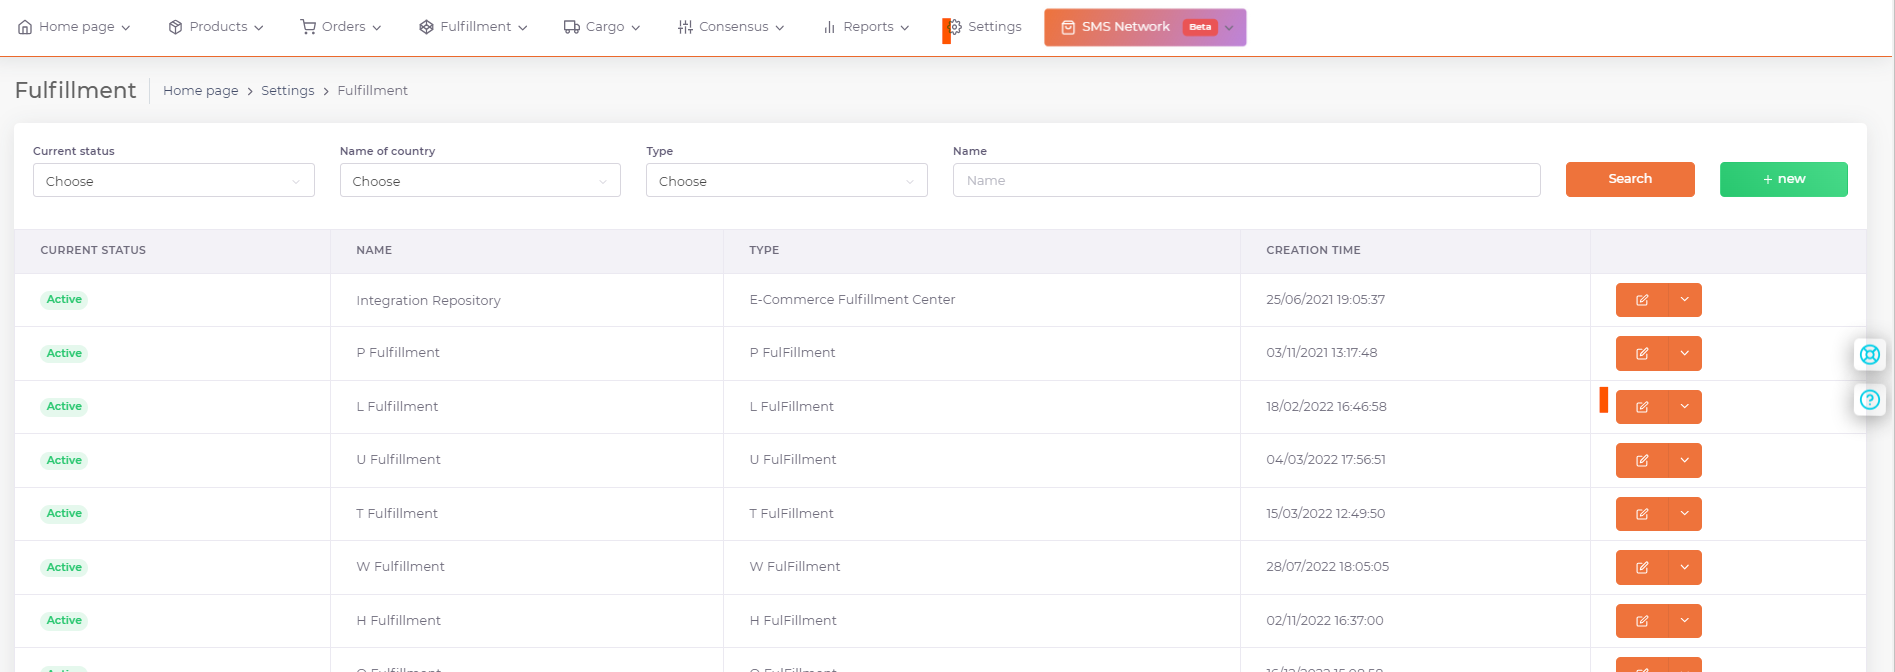 Home page Products Orders Fulfillment Cargo Consensus Reports Settings SMS Network Beta
Fulfillment Home page > Settings > Fulfillment
Current status Name of country Type Name
Choose Choose Choose Name Search + new
CURRENT STATUS NAME TYPE CREATION TIME
Active Integration Repository E-Commerce Fulfillment Center 25/06/2021 19:05:37
Active P Fulfillment P FulFillment 03/11/2021 13:17:48
Active L Fulfillment L FulFillment 18/02/2022 16:46:58
Active U Fulfillment U FulFillment 04/03/2022 17:56:51
Active T Fulfillment T FulFillment 15/03/2022 12:49:50
Active W Fulfillment W FulFillment 28/07/2022 18:05:05
Active H Fulfillment H FulFillment 02/11/2022 16:37:00